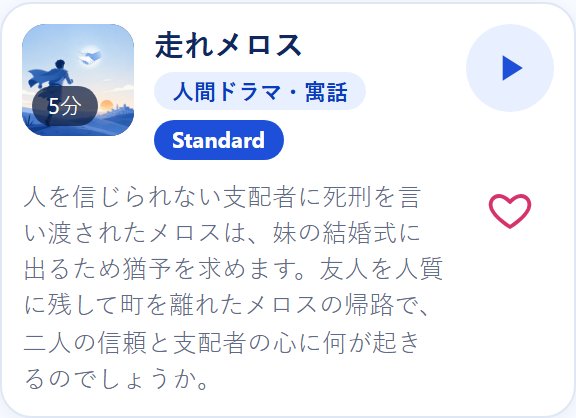 走れメロス
人間ドラマ・寓話
5分
Standard
人を信じられない支配者に死刑を言
い渡されたメロスは、妹の結婚式に
出るため猶予を求めます。友人を人質
に残して町を離れたメロスの帰路で、
二人の信頼と支配者の心に何が起き
るのでしょうか。